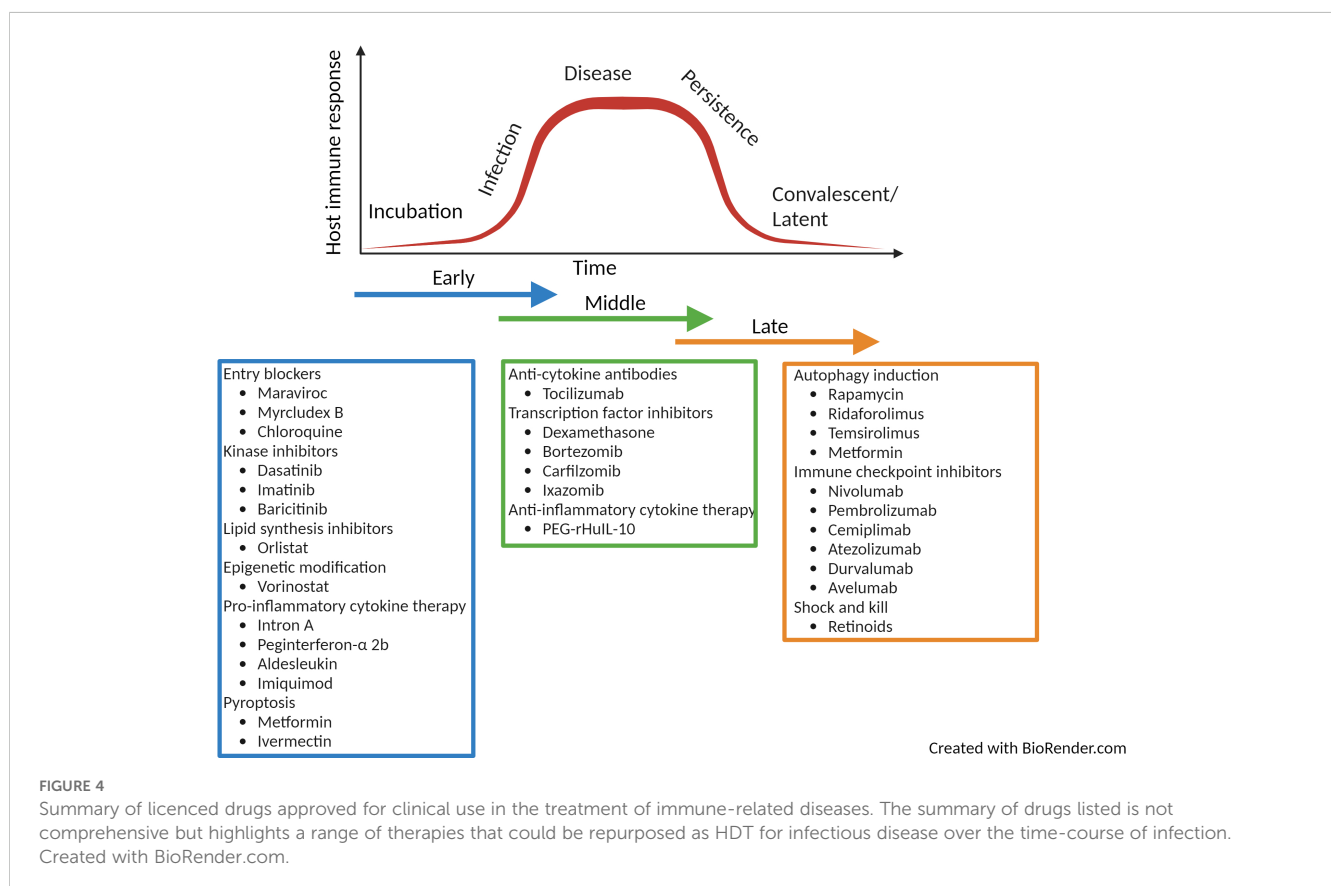 Host immune response
Incubation
Infection
Disease
Persistence
Convalescent/
Latent
Time
Early
Middle
Late
Entry blockers
• Maraviroc
• Myrcludex B
• Chloroquine
Kinase inhibitors
• Dasatinib
• Imatinib
• Baricitinib
Lipid synthesis inhibitors
• Orlistat
Epigenetic modification
• Vorinostat
Pro-inflammatory cytokine therapy
• Intron A
• Peginterferon-α 2b
• Aldesleukin
• Imiquimod
Pyroptosis
• Metformin
• Ivermectin
Anti-cytokine antibodies
• Tocilizumab
Transcription factor inhibitors
• Dexamethasone
• Bortezomib
• Carfilzomib
• Ixazomib
Anti-inflammatory cytokine therapy
• PEG-rHuIL-10
Autophagy induction
• Rapamycin
• Ridaforolimus
• Temsirolimus
• Metformin
Immune checkpoint inhibitors
• Nivolumab
• Pembrolizumab
• Cemiplimab
• Atezolizumab
• Durvalumab
• Avelumab
Shock and kill
• Retinoids
Created with BioRender.com
FIGURE 4
Summary of licenced drugs approved for clinical use in the treatment of immune-related diseases. The summary of drugs listed is not
comprehensive but highlights a range of therapies that could be repurposed as HDT for infectious disease over the time-course of infection.
Created with BioRender.com.